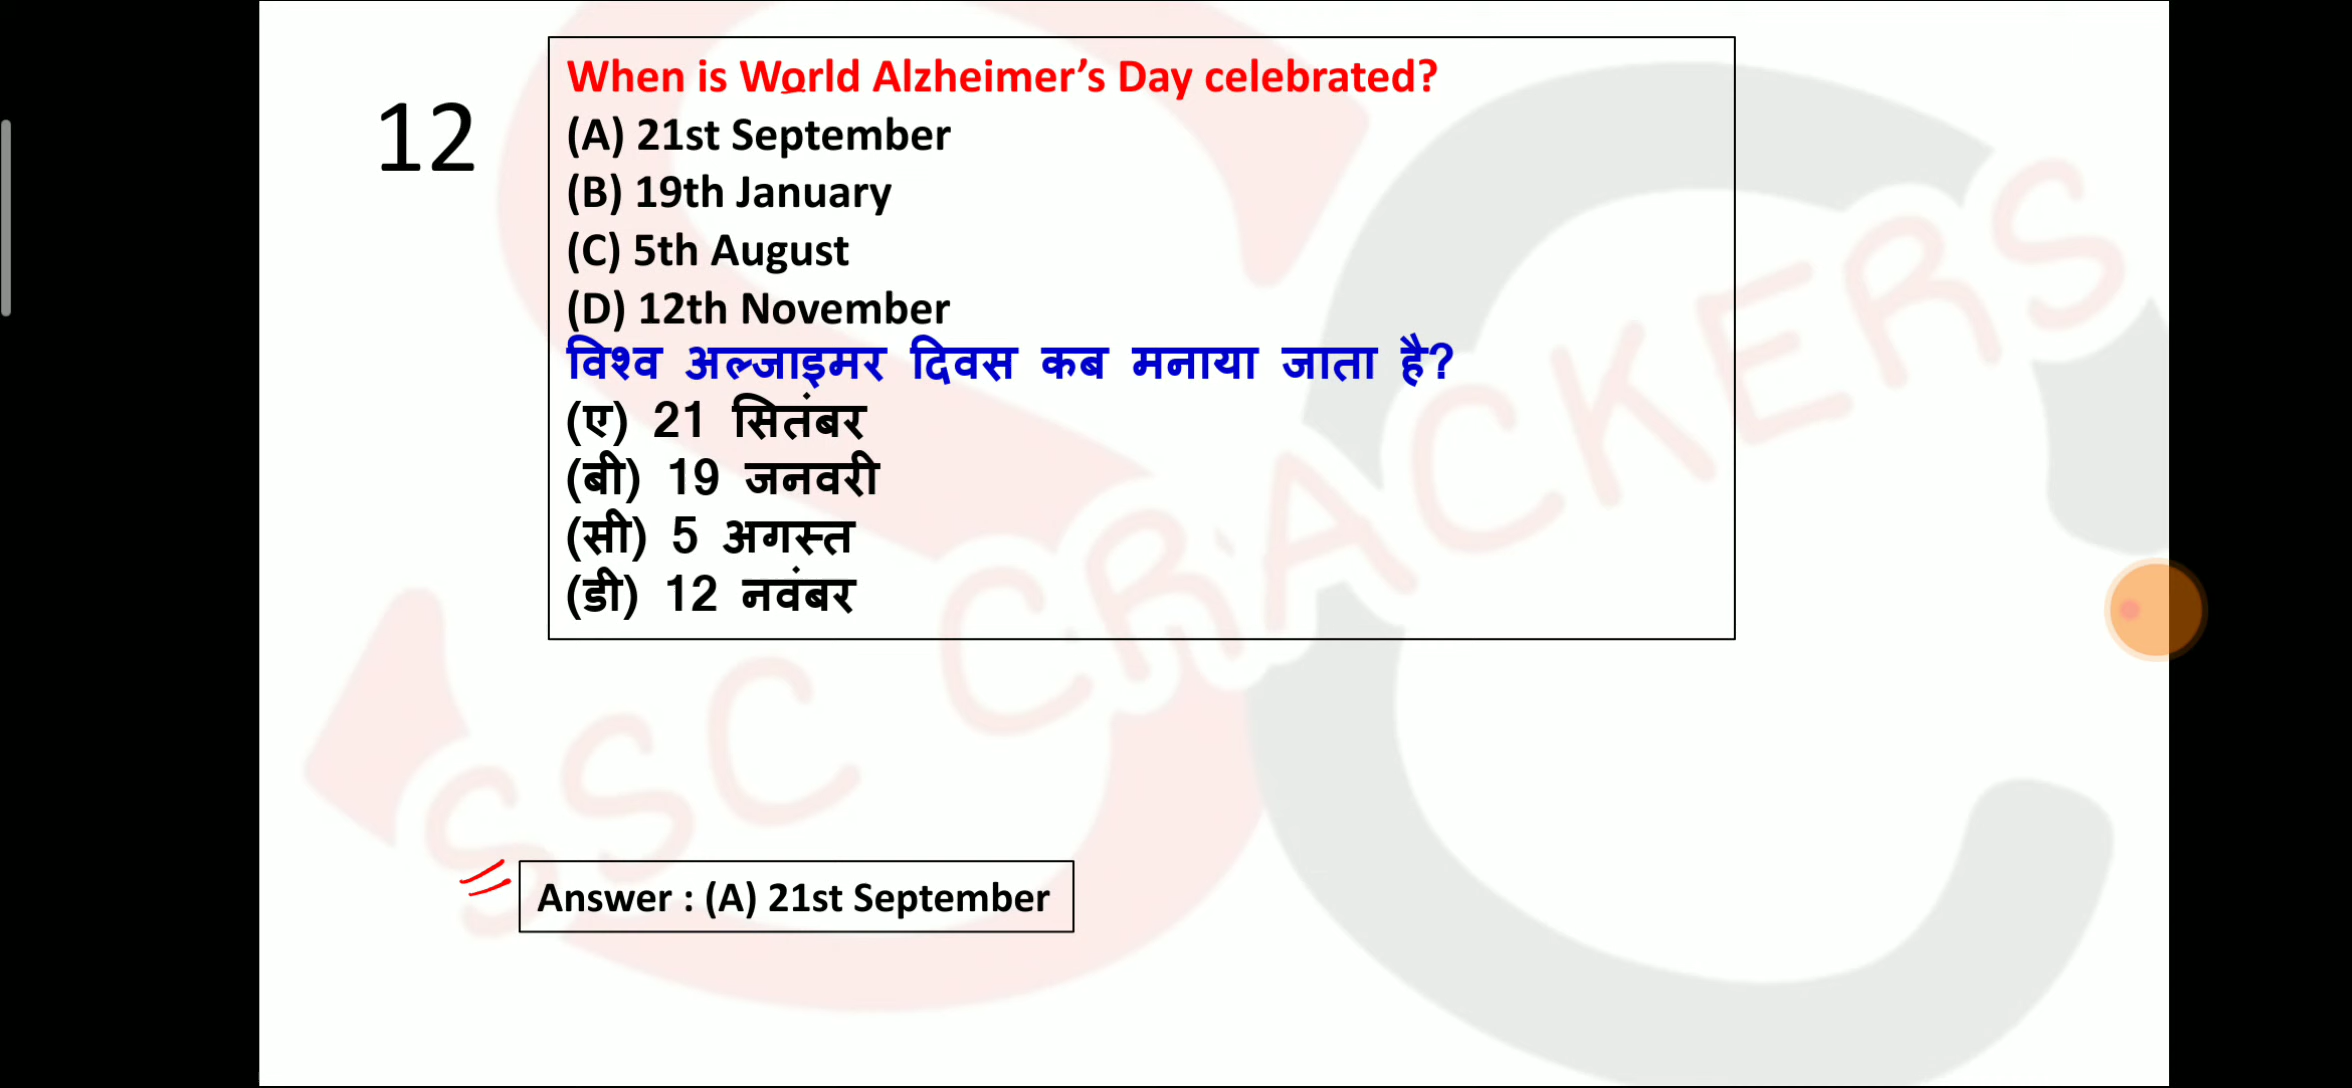 12
When is World Alzheimer’s Day celebrated?
(A) 21st September
(B) 19th January
(C) 5th August
(D) 12th November
विश्व अल्जाइमर दिवस कब मनाया जाता है?
(ए) 21 सितंबर
(बी) 19 जनवरी
(सी) 5 अगस्त
(डी) 12 नवंबर
SSC CRACKERS
Answer : (A) 21st September